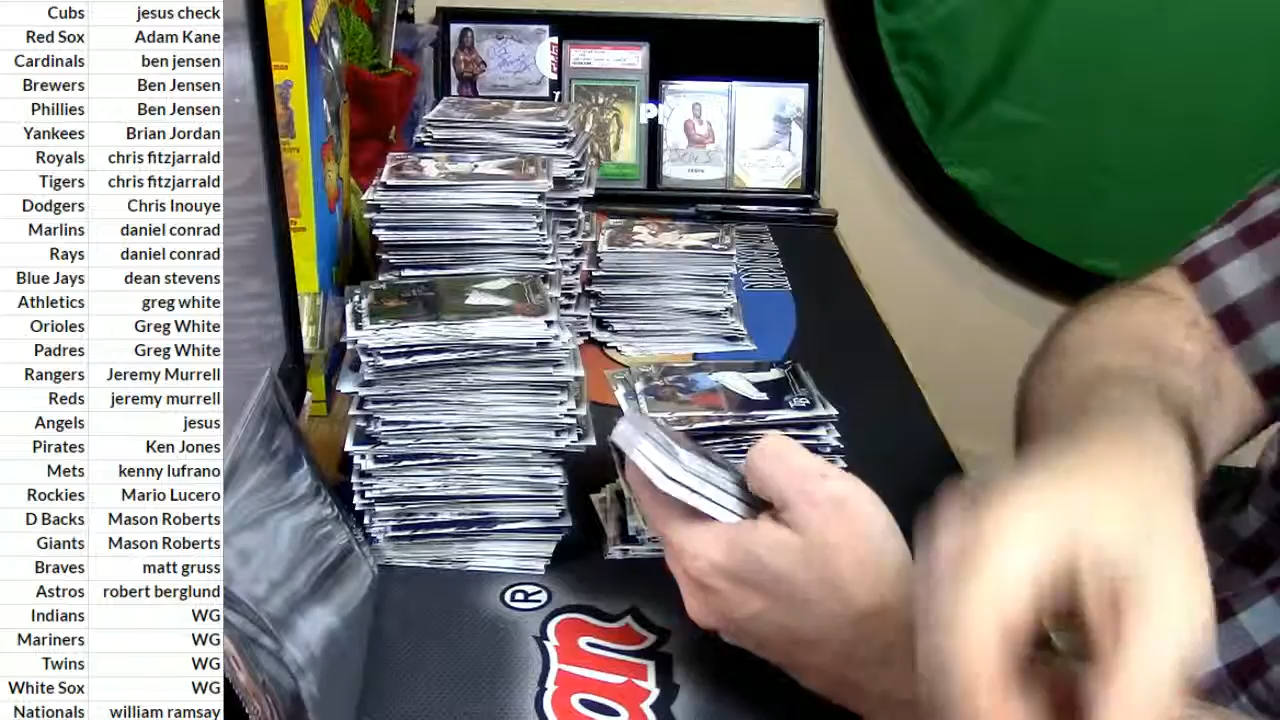 Cubs jesus check
Red Sox Adam Kane
Cardinals ben jensen
Brewers Ben Jensen
Phillies Ben Jensen
Yankees Brian Jordan
Royals chris fitzjarrald
Tigers chris fitzjarrald
Dodgers Chris Inouye
Marlins daniel conrad
Rays daniel conrad
Blue Jays dean stevens
Athletics greg white
Orioles Greg White
Padres Greg White
Rangers Jeremy Murrell
Reds jeremy murrell
Angels jesus
Pirates Ken Jones
Mets kenny lufrano
Rockies Mario Lucero
D Backs Mason Roberts
Giants Mason Roberts
Braves matt gruss
Astros robert berglund
Indians WG
Mariners WG
Twins WG
White Sox WG
Nationals william ramsay
®
an